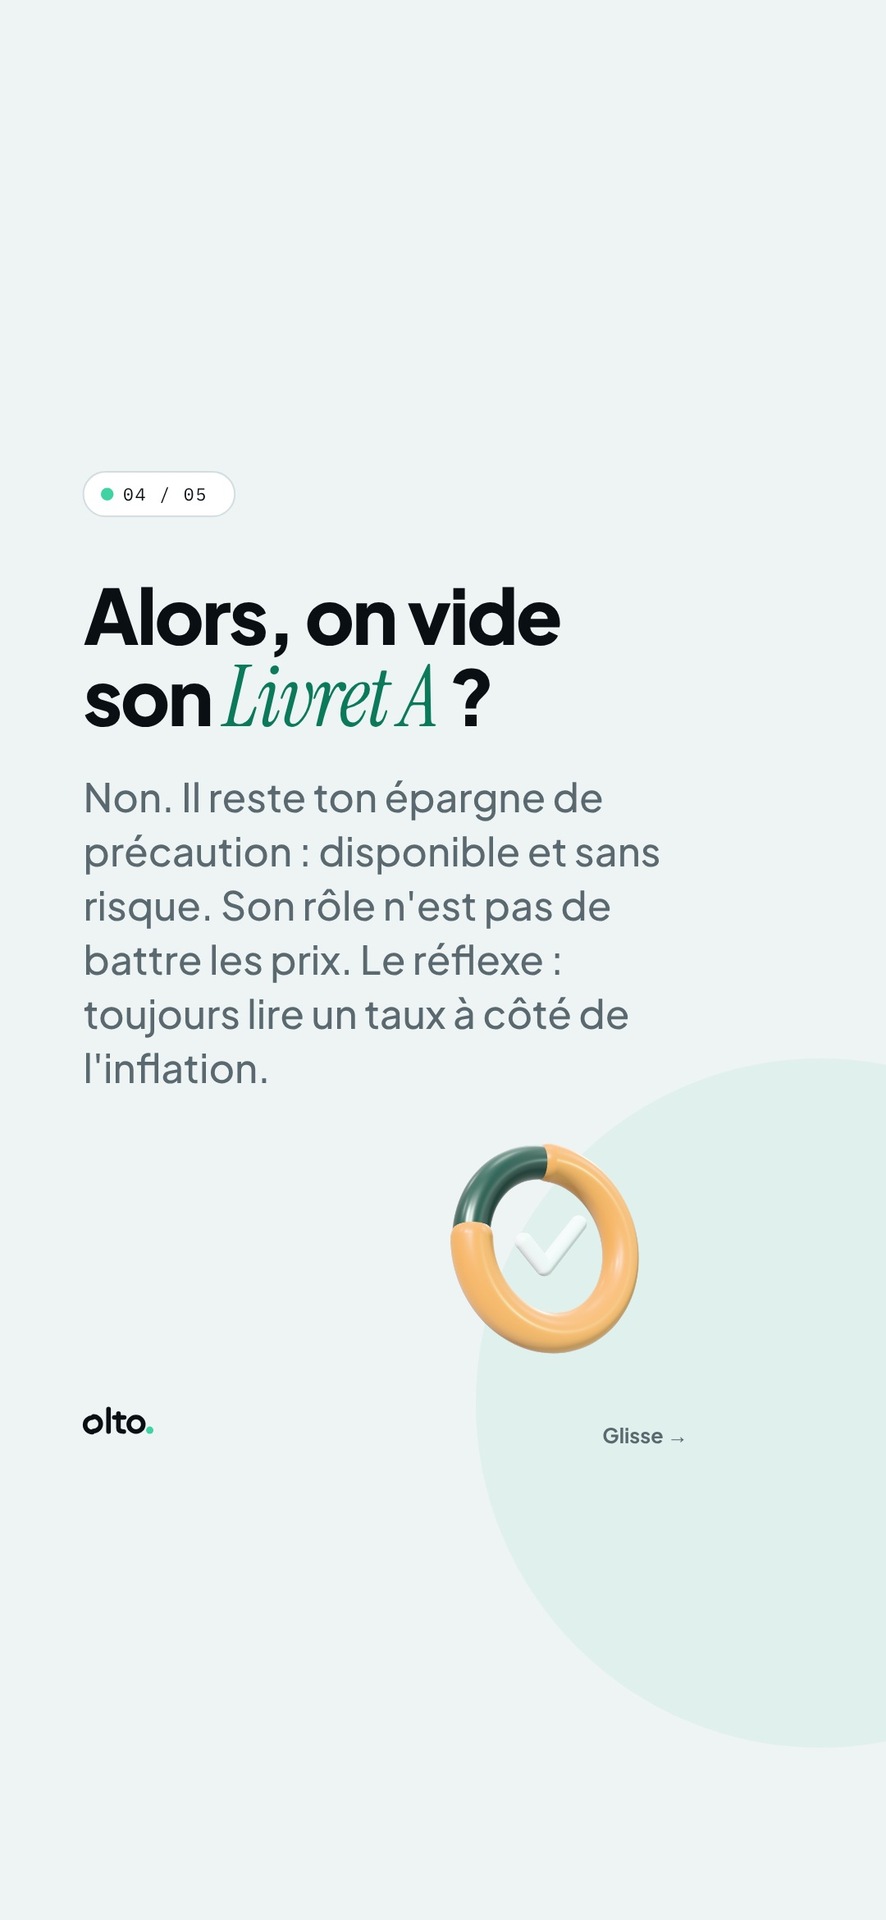 04 / 05
Alors, on vide
son Livret A ?
Non. Il reste ton épargne de
précaution : disponible et sans
risque. Son rôle n'est pas de
battre les prix. Le réflexe :
toujours lire un taux à côté de
l'inflation.
olto.
Glisse →